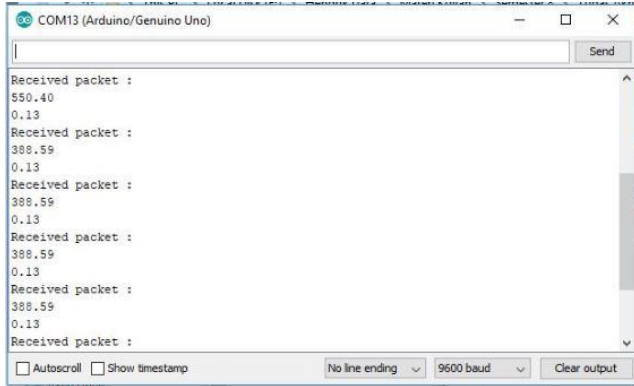 COM13 (Arduino/Genuino Uno)
Send
Received packet :
550.40
0.13
Received packet :
388.59
0.13
Received packet :
388.59
0.13
Received packet :
388.59
0.13
Received packet :
388.59
0.13
Received packet :
Autoscroll Show timestamp No line ending 9600 baud Clear output